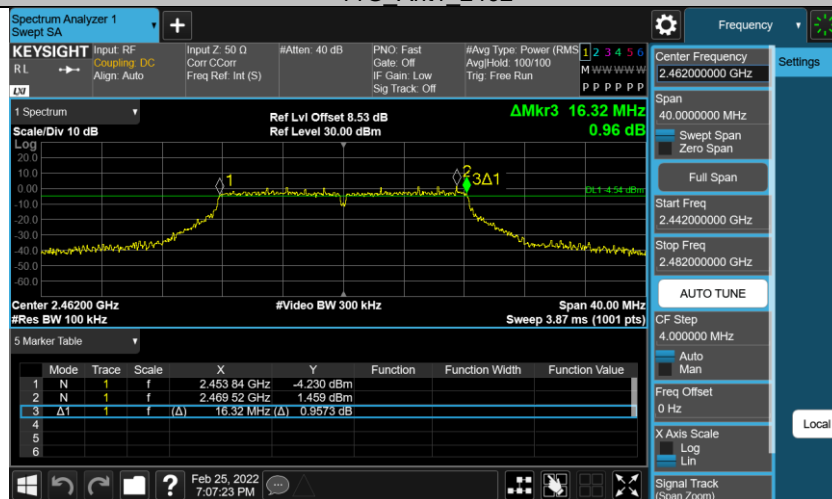 Spectrum Analyzer 1
Swept SA
Frequency
KEYSIGHT
RL
LXI
Input: RF
Coupling: DC
Align: Auto
Input Z: 50 Ω
Corr CCorr
Freq Ref: Int (S)
#Atten: 40 dB
PNO: Fast
Gate: Off
IF Gain: Low
Sig Track: Off
#Avg Type: Power (RMS
Avg|Hold: 100/100
Trig: Free Run
1 2 3 4 5 6
M W W W W W
P P P P P P
1 Spectrum
Scale/Div 10 dB
Ref Lvl Offset 8.53 dB
Ref Level 30.00 dBm
ΔMkr3 16.32 MHz
0.96 dB
Log
20.0
10.0
0.00
-10.0
-20.0
-30.0
-40.0
-50.0
-60.0
1
2
3Δ1
DL1 -4.54 dBm
Center 2.46200 GHz
#Res BW 100 kHz
#Video BW 300 kHz
Span 40.00 MHz
Sweep 3.87 ms (1001 pts)
5 Marker Table
Mode Trace Scale X Y Function Function Width Function Value
1 N 1 f 2.453 84 GHz -4.230 dBm
2 N 1 f 2.469 52 GHz 1.459 dBm
3 Δ1 1 f (Δ) 16.32 MHz (Δ) 0.9573 dB
4
5
6
Feb 25, 2022
7:07:23 PM
Center Frequency
2.462000000 GHz
Span
40.0000000 MHz
Swept Span
Zero Span
Full Span
Start Freq
2.442000000 GHz
Stop Freq
2.482000000 GHz
AUTO TUNE
CF Step
4.000000 MHz
Auto
Man
Freq Offset
0 Hz
X Axis Scale
Log
Lin
Signal Track
(Span Zoom)
Settings
Local